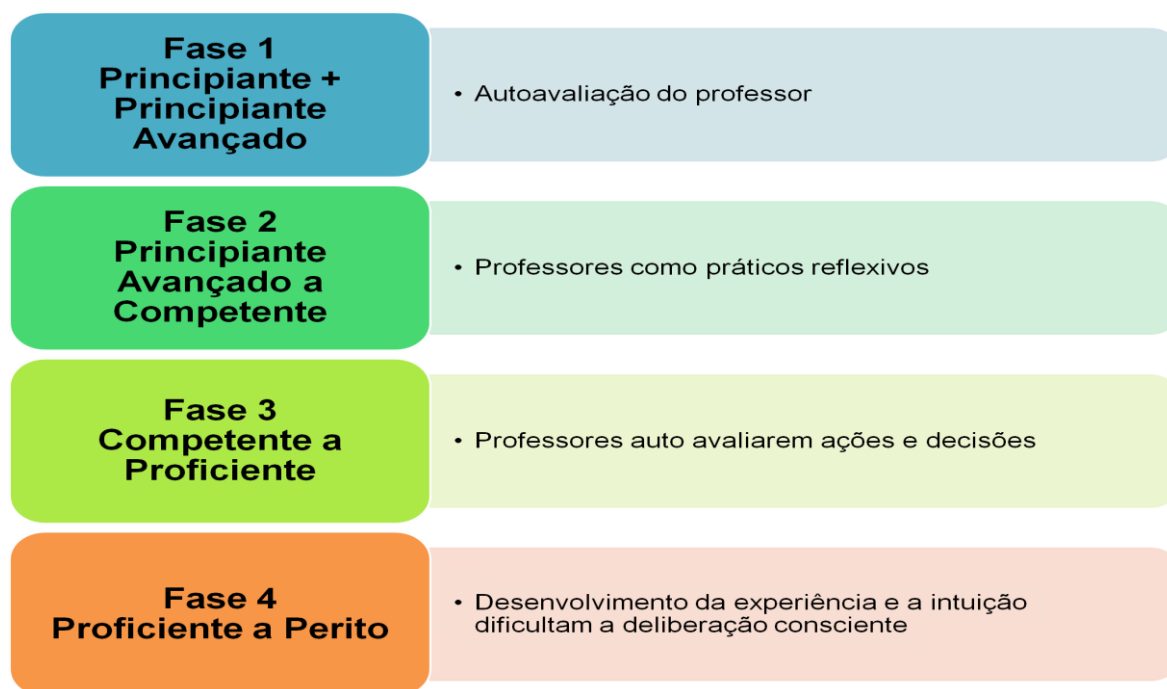 Fase 1
Principiante +
Principiante
Avançado
• Autoavaliação do professor
Fase 2
Principiante
Avançado a
Competente
• Professores como práticos reflexivos
Fase 3
Competente a
Proficiente
• Professores auto avaliarem ações e decisões
Fase 4
Proficiente a Perito
• Desenvolvimento da experiência e a intuição
dificultam a deliberação consciente